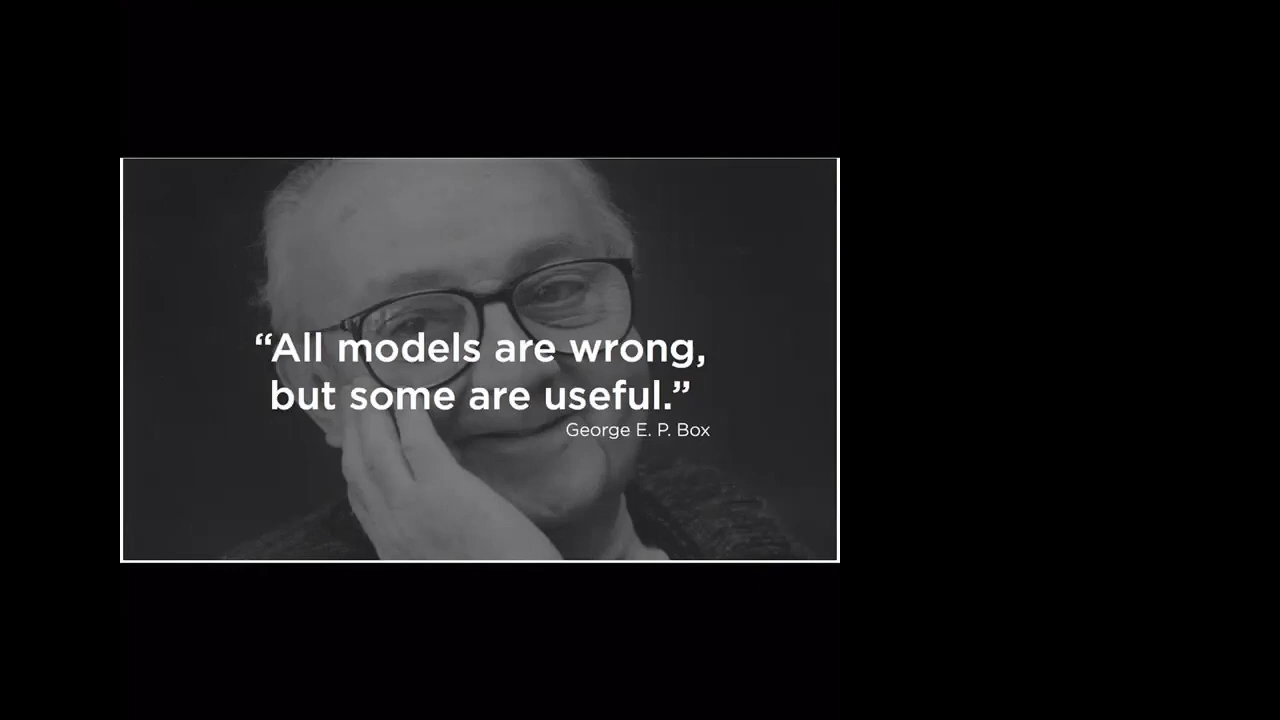 “All models are wrong,
but some are useful.”
George E. P. Box